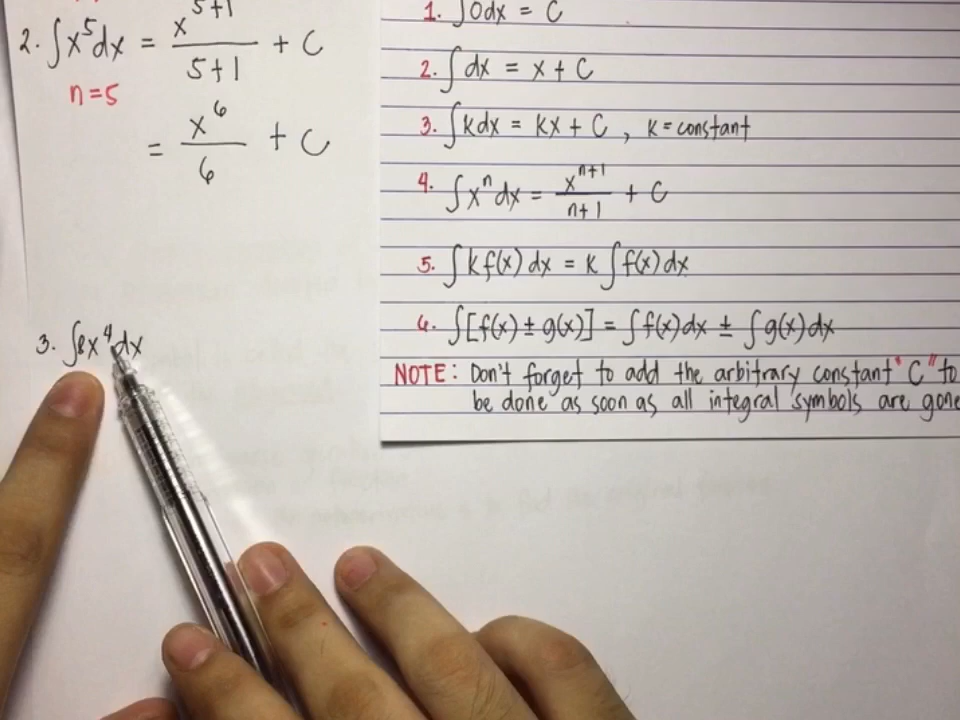 2. ∫x⁵dx = x⁵⁺¹/5+1 + C
n=5
= x⁶/6 + C
3. ∫8x⁴dx
1. ∫0dx = C
2. ∫dx = x + C
3. ∫kdx = kx + C , k = constant
4. ∫xⁿdx = xⁿ⁺¹/n+1 + C
5. ∫kf(x)dx = k∫f(x)dx
6. ∫[f(x) ± g(x)] = ∫f(x)dx ± ∫g(x)dx
NOTE: Don't forget to add the arbitrary constant "C" to
be done as soon as all integral symbols are gone